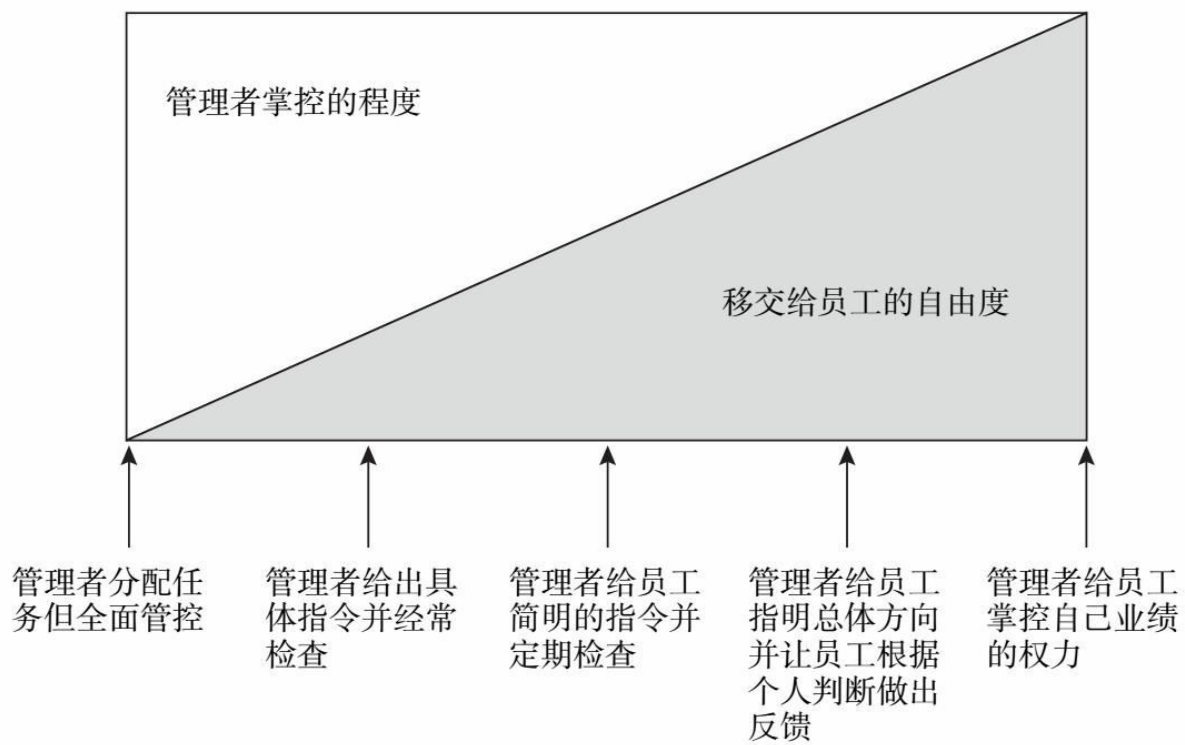 管理者掌控的程度
移交给员工的自由度
管理者分配任
务但全面管控
管理者给出具
体指令并经常
检查
管理者给员工
简明的指令并
定期检查
管理者给员工
指明总体方向
并让员工根据
个人判断做出
反馈
管理者给员工
掌控自己业绩
的权力